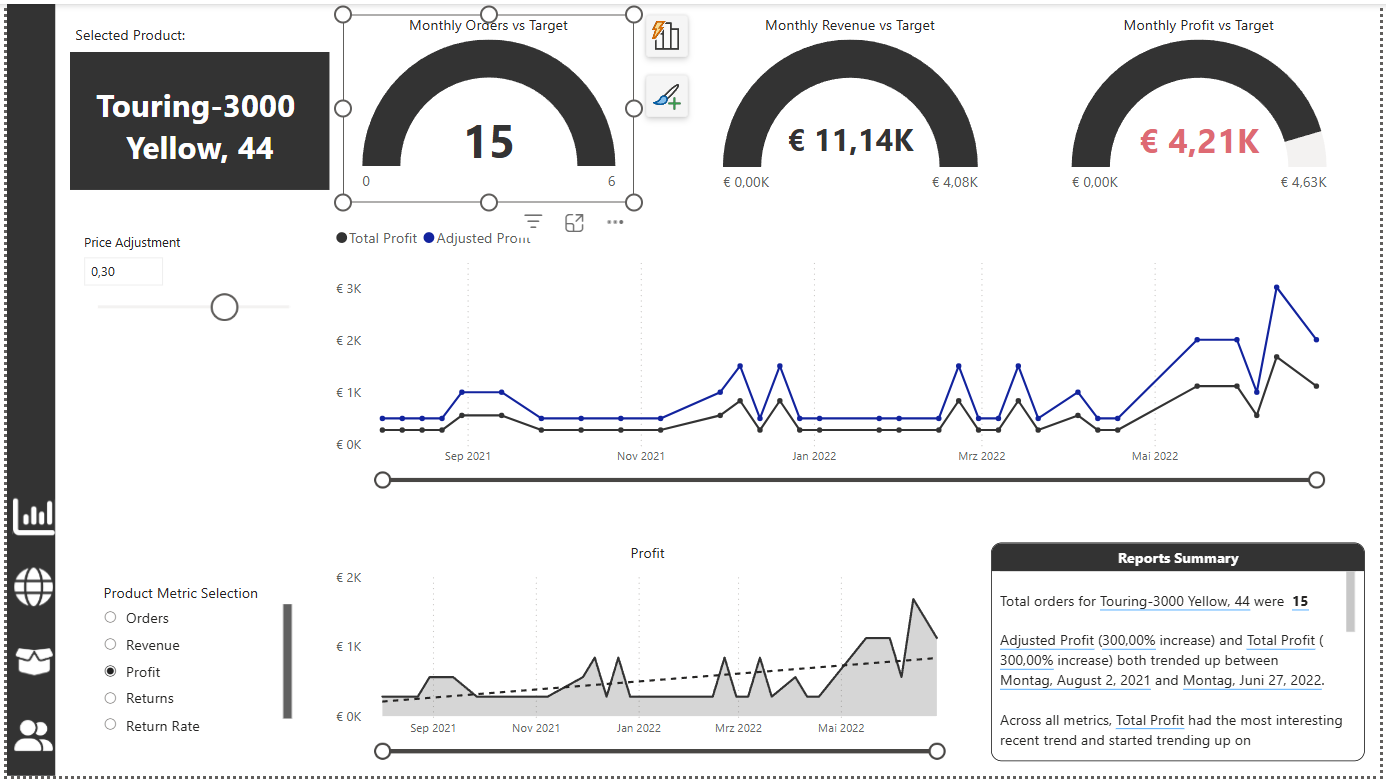 Selected Product:
Touring-3000
Yellow, 44
Monthly Orders vs Target
15
0
6
Monthly Revenue vs Target
€ 11,14K
€ 0,00K
€ 4,08K
Monthly Profit vs Target
€ 4,21K
€ 0,00K
€ 4,63K
Price Adjustment
0,30
Total Profit
Adjusted Profit
€ 3K
€ 2K
€ 1K
€ 0K
Sep 2021
Nov 2021
Jan 2022
Mrz 2022
Mai 2022
Product Metric Selection
Orders
Revenue
Profit
Returns
Return Rate
Profit
€ 2K
€ 1K
€ 0K
Sep 2021
Nov 2021
Jan 2022
Mrz 2022
Mai 2022
Reports Summary
Total orders for Touring-3000 Yellow, 44 were 15
Adjusted Profit (300,00% increase) and Total Profit (
300,00% increase) both trended up between
Montag, August 2, 2021 and Montag, Juni 27, 2022.
Across all metrics, Total Profit had the most interesting
recent trend and started trending up on